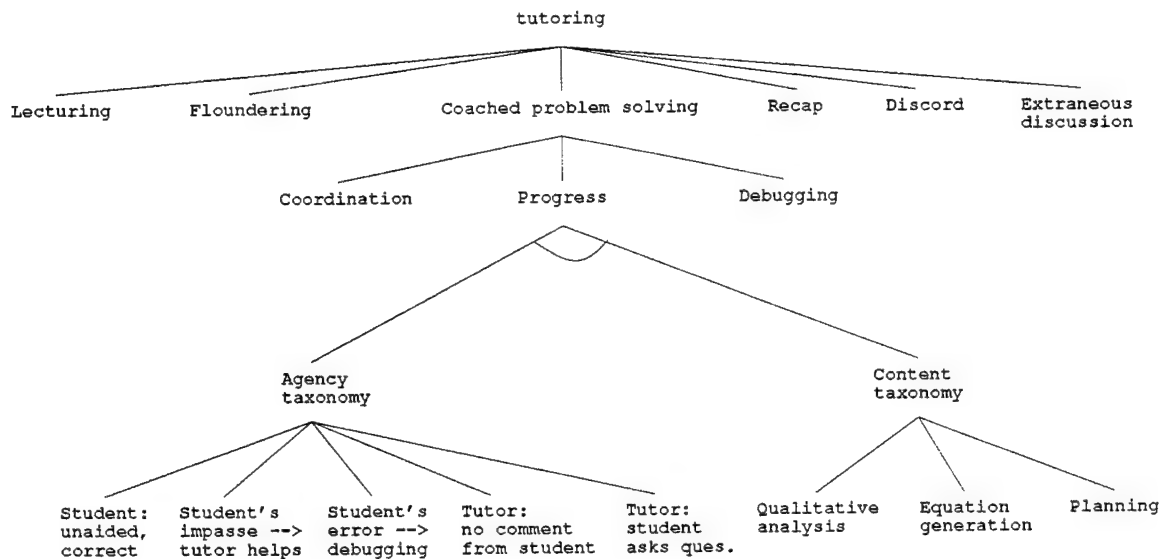 tutoring
Lecturing Floundering Coached problem solving Recap Discord Extraneous
discussion
Coordination Progress Debugging
Agency
taxonomy
Content
taxonomy
Student:
unaided,
correct
Student's
impasse -->
tutor helps
Student's
error -->
debugging
Tutor:
no comment
from student
Tutor:
student
asks ques.
Qualitative
analysis
Equation
generation
Planning